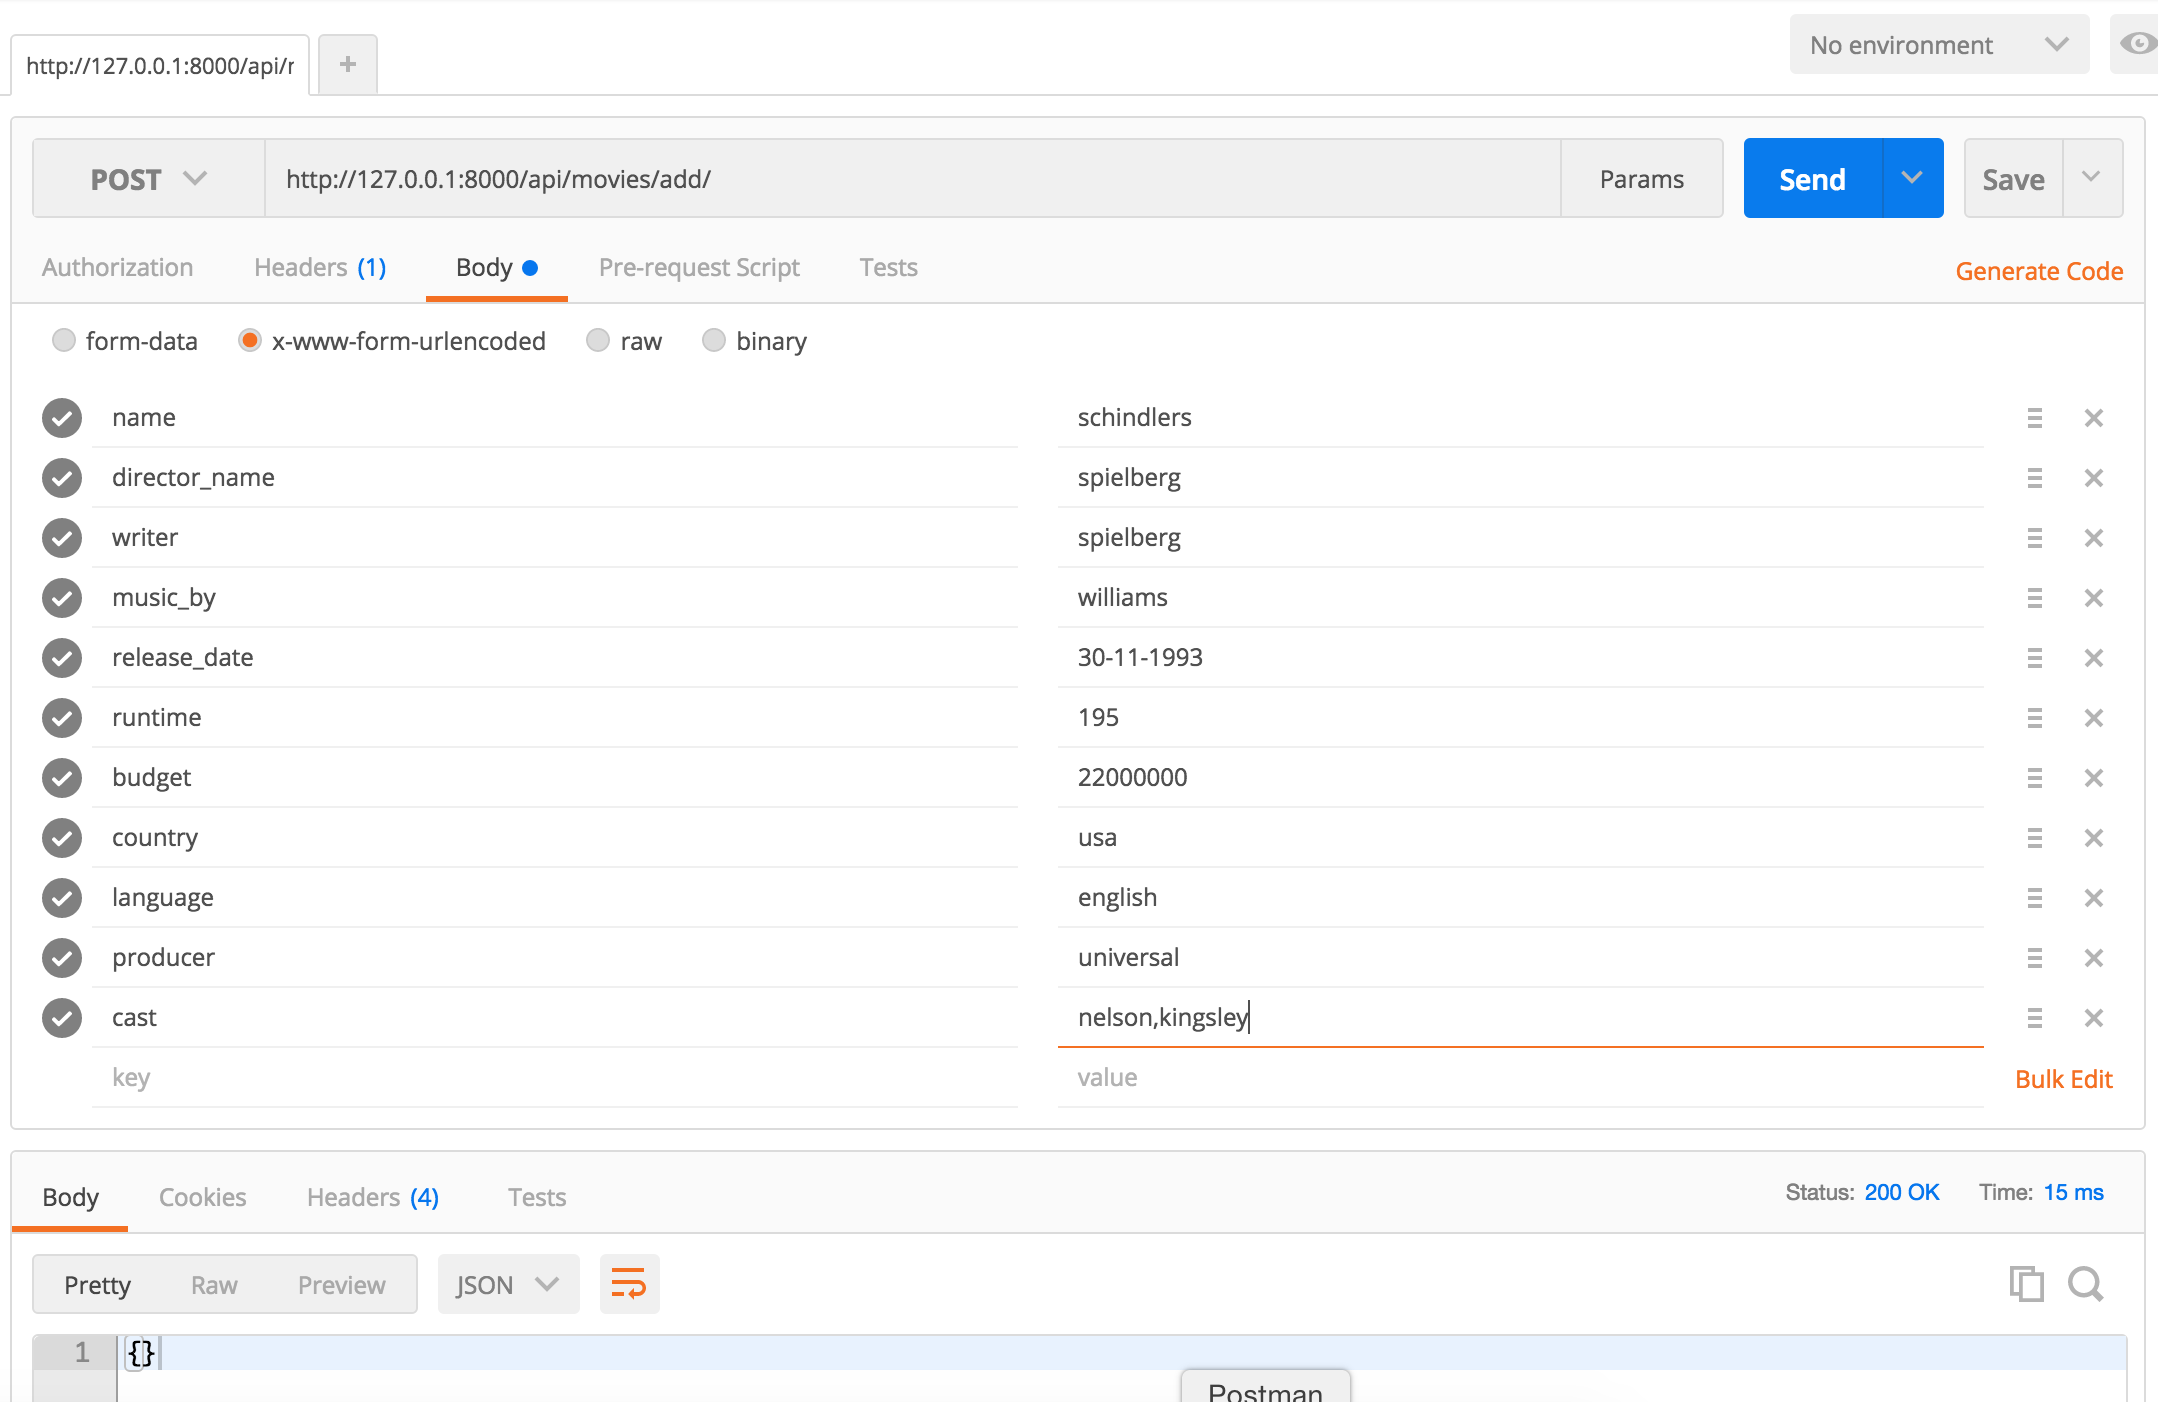 No environment
http://127.0.0.1:8000/api/r
+
POST http://127.0.0.1:8000/api/movies/add/ Params Send Save
Authorization Headers (1) Body Pre-request Script Tests Generate Code
form-data x-www-form-urlencoded raw binary
name schindlers
director_name spielberg
writer spielberg
music_by williams
release_date 30-11-1993
runtime 195
budget 22000000
country usa
language english
producer universal
cast nelson,kingsley
key value Bulk Edit
Body Cookies Headers (4) Tests Status: 200 OK Time: 15 ms
Pretty Raw Preview JSON
1 {}
Postman